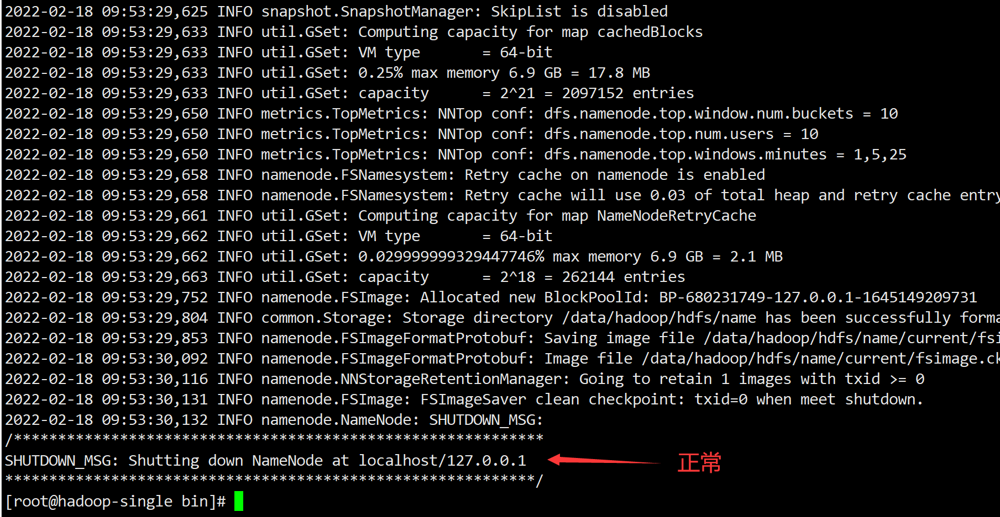 2022-02-18 09:53:29,625 INFO snapshot.SnapshotManager: SkipList is disabled
2022-02-18 09:53:29,633 INFO util.GSet: Computing capacity for map cachedBlocks
2022-02-18 09:53:29,633 INFO util.GSet: VM type       = 64-bit
2022-02-18 09:53:29,633 INFO util.GSet: 0.25% max memory 6.9 GB = 17.8 MB
2022-02-18 09:53:29,633 INFO util.GSet: capacity      = 2^21 = 2097152 entries
2022-02-18 09:53:29,650 INFO metrics.TopMetrics: NNTop conf: dfs.namenode.top.window.num.buckets = 10
2022-02-18 09:53:29,650 INFO metrics.TopMetrics: NNTop conf: dfs.namenode.top.num.users = 10
2022-02-18 09:53:29,650 INFO metrics.TopMetrics: NNTop conf: dfs.namenode.top.windows.minutes = 1,5,25
2022-02-18 09:53:29,658 INFO namenode.FSNamesystem: Retry cache on namenode is enabled
2022-02-18 09:53:29,658 INFO namenode.FSNamesystem: Retry cache will use 0.03 of total heap and retry cache entry
2022-02-18 09:53:29,661 INFO util.GSet: Computing capacity for map NameNodeRetryCache
2022-02-18 09:53:29,662 INFO util.GSet: VM type       = 64-bit
2022-02-18 09:53:29,662 INFO util.GSet: 0.029999999329447746% max memory 6.9 GB = 2.1 MB
2022-02-18 09:53:29,663 INFO util.GSet: capacity      = 2^18 = 262144 entries
2022-02-18 09:53:29,752 INFO namenode.FSImage: Allocated new BlockPoolId: BP-680231749-127.0.0.1-1645149209731
2022-02-18 09:53:29,804 INFO common.Storage: Storage directory /data/hadoop/hdfs/name has been successfully forma
2022-02-18 09:53:29,853 INFO namenode.FSImageFormatProtobuf: Saving image file /data/hadoop/hdfs/name/current/fsi
2022-02-18 09:53:30,092 INFO namenode.FSImageFormatProtobuf: Image file /data/hadoop/hdfs/name/current/fsimage.ck
2022-02-18 09:53:30,116 INFO namenode.NNStorageRetentionManager: Going to retain 1 images with txid >= 0
2022-02-18 09:53:30,131 INFO namenode.FSImage: FSImageSaver clean checkpoint: txid=0 when meet shutdown.
2022-02-18 09:53:30,132 INFO namenode.NameNode: SHUTDOWN_MSG:
/************************************************************
SHUTDOWN_MSG: Shutting down NameNode at localhost/127.0.0.1 正常
************************************************************/
[root@hadoop-single bin]#